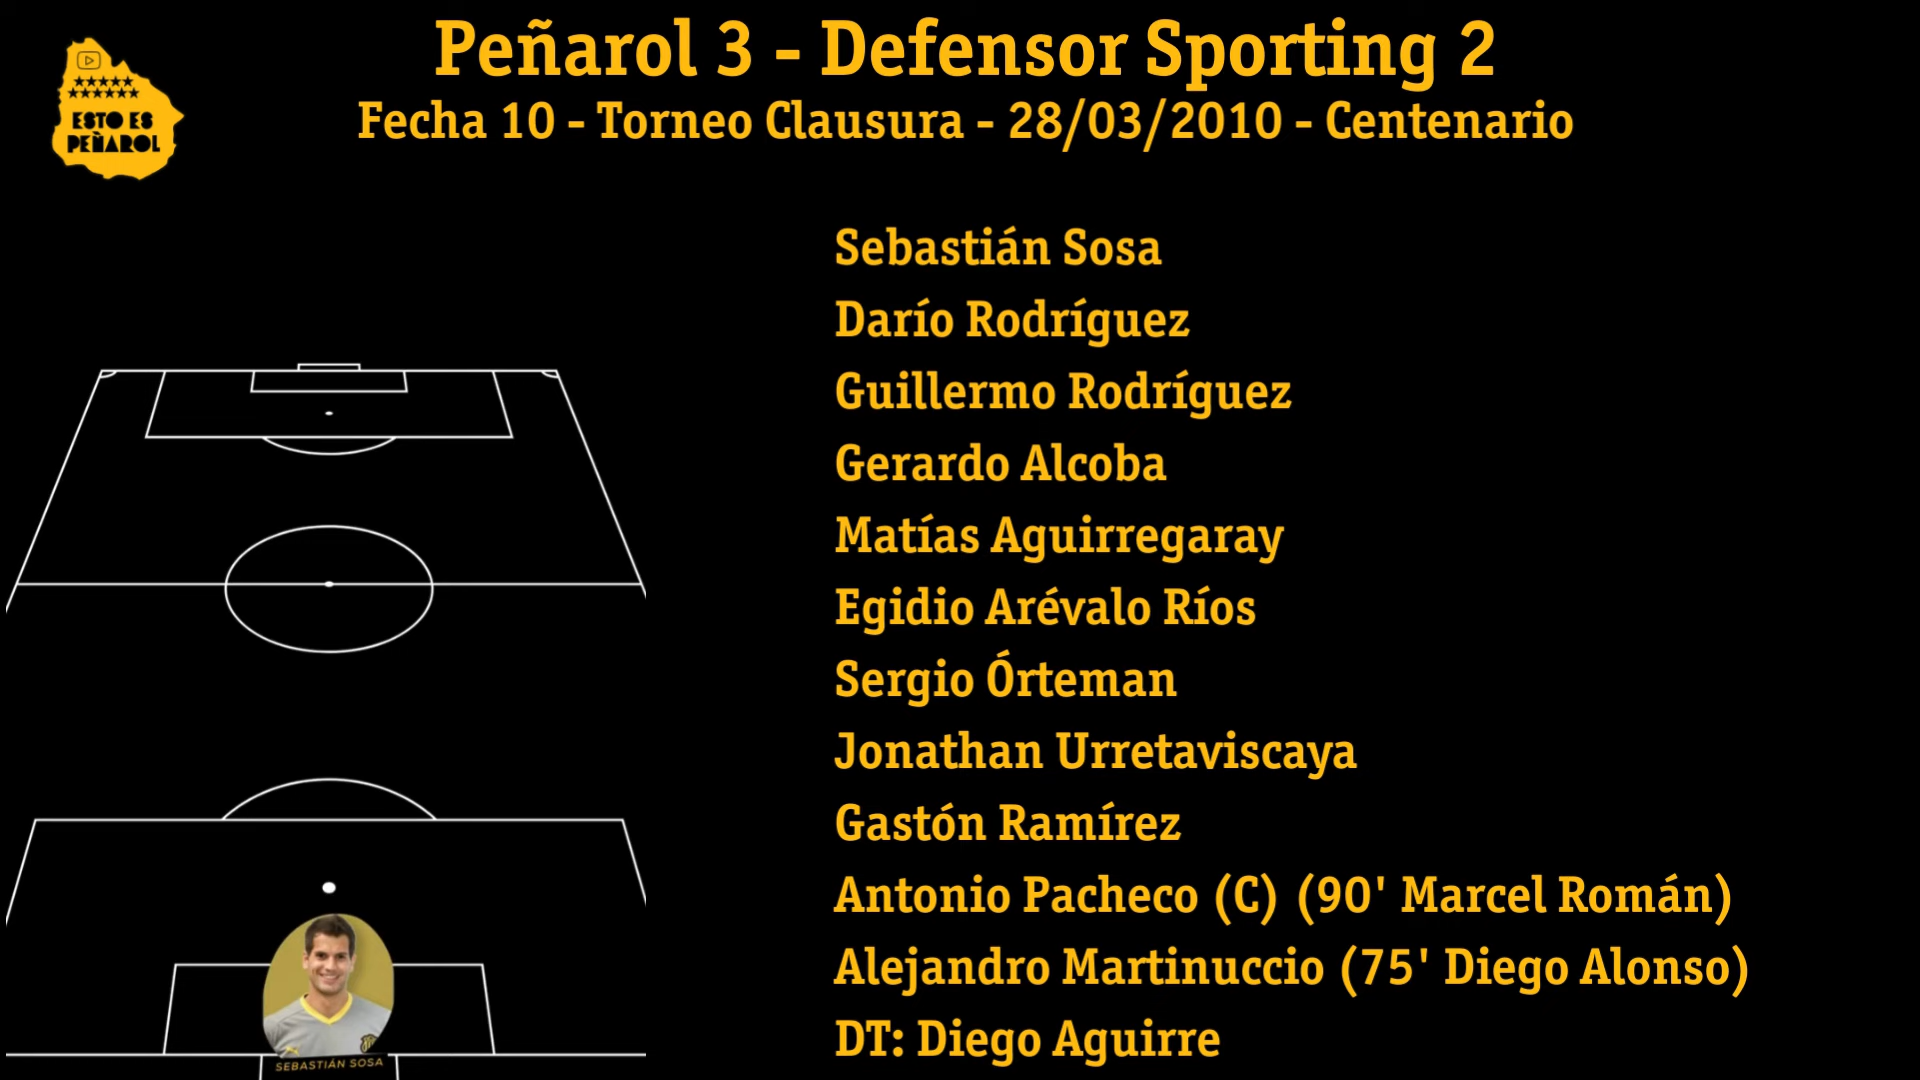 Peñarol 3 - Defensor Sporting 2
Fecha 10 - Torneo Clausura - 28/03/2010 - Centenario
ESTO ES
PEÑAROL
Sebastián Sosa
Darío Rodríguez
Guillermo Rodríguez
Gerardo Alcoba
Matías Aguirregaray
Egidio Arévalo Ríos
Sergio Órteman
Jonathan Urretaviscaya
Gastón Ramírez
Antonio Pacheco (C) (90' Marcel Román)
Alejandro Martinuccio (75' Diego Alonso)
DT: Diego Aguirre
SEBASTIÁN SOSA